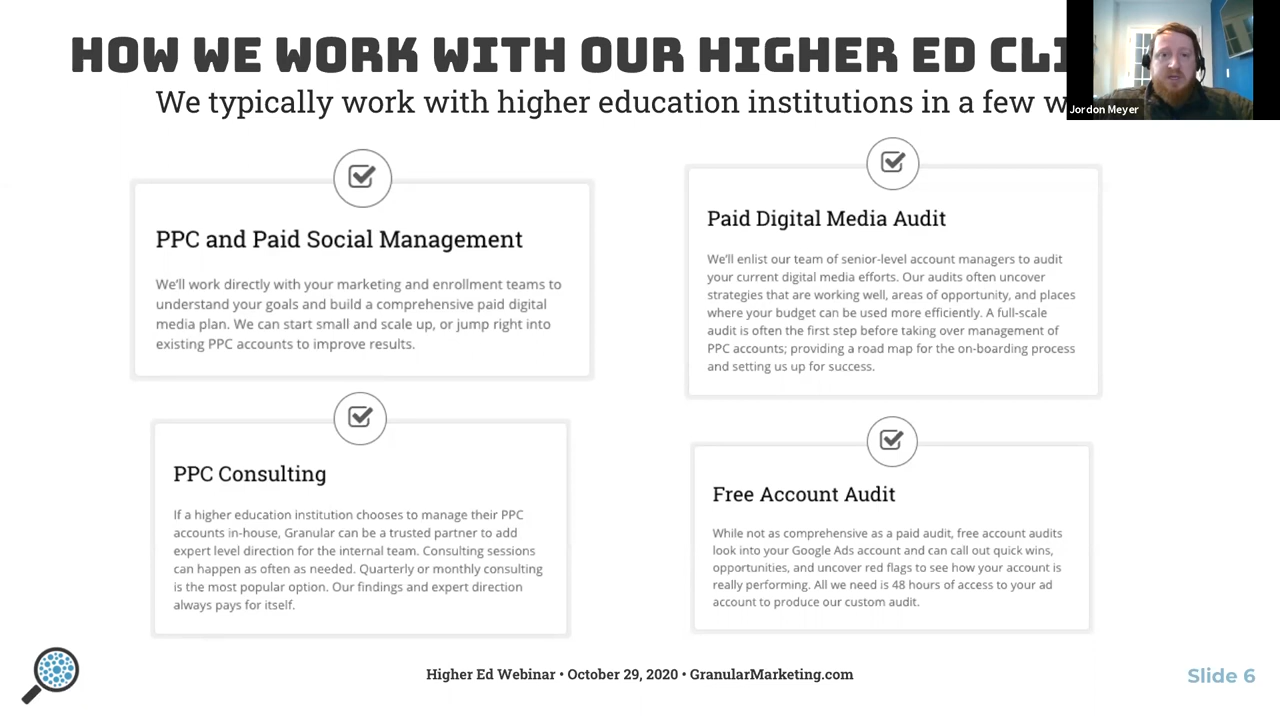 HOW WE WORK WITH OUR HIGHER ED
We typically work with higher education institutions in a few
Jordon Meyer
PPC and Paid Social Management
We'll work directly with your marketing and enrollment teams to
understand your goals and build a comprehensive paid digital
media plan. We can start small and scale up, or jump right into
existing PPC accounts to improve results.
Paid Digital Media Audit
We'll enlist our team of senior-level account managers to audit
your current digital media efforts. Our audits often uncover
strategies that are working well, areas of opportunity, and places
where your budget can be used more efficiently. A full-scale
audit is often the first step before taking over management of
PPC accounts; providing a road map for the on-boarding process
and setting us up for success.
PPC Consulting
If a higher education institution chooses to manage their PPC
accounts in-house, Granular can be a trusted partner to add
expert level direction for the internal team. Consulting sessions
can happen as often as needed. Quarterly or monthly consulting
is the most popular option. Our findings and expert direction
always pays for itself.
Free Account Audit
While not as comprehensive as a paid audit, free account audits
look into your Google Ads account and can call out quick wins,
opportunities, and uncover red flags to see how your account is
really performing. All we need is 48 hours of access to your ad
account to produce our custom audit.
Higher Ed Webinar • October 29, 2020 • GranularMarketing.com
Slide 6